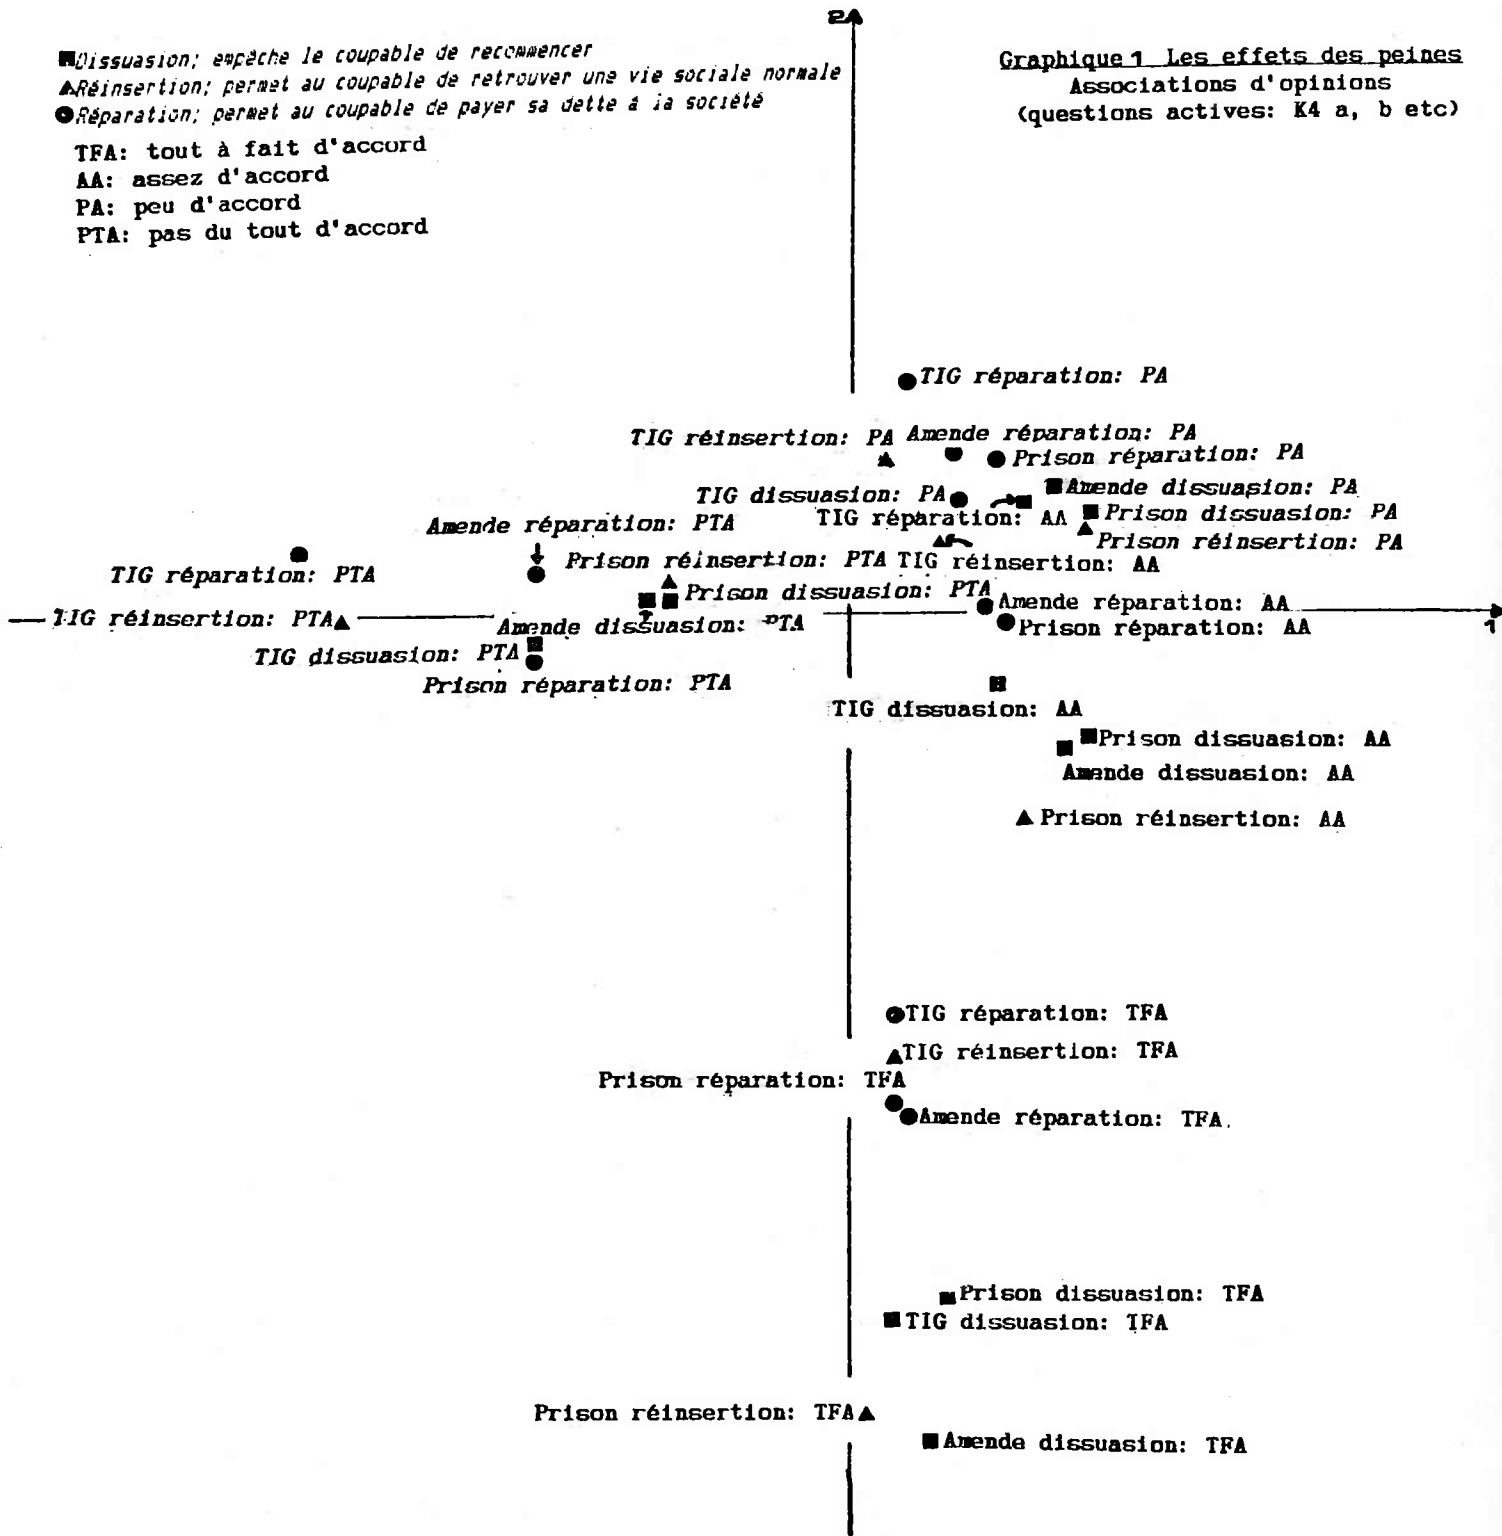 ■Dissuasion; empêche le coupable de recommencer
▲Réinsertion; permet au coupable de retrouver une vie sociale normale
●Réparation; permet au coupable de payer sa dette à la société
TFA: tout à fait d'accord
AA: assez d'accord
PA: peu d'accord
PTA: pas du tout d'accord
2
Graphique 1 Les effets des peines
Associations d'opinions
(questions actives: K4 a, b etc)
TIG réparation: PA
TIG réinsertion: PA
Amende réparation: PA
Prison réparation: PA
TIG dissuasion: PA
Amende dissuasion: PA
Amende réparation: PTA
TIG réparation: AA
Prison dissuasion: PA
Prison réinsertion: PA
Prison réinsertion: PTA
TIG réinsertion: AA
TIG réparation: PTA
Prison dissuasion: PTA
Amende réparation: AA
TIG réinsertion: PTA
Amende dissuasion: PTA
Prison réparation: AA
1
TIG dissuasion: PTA
Prison réparation: PTA
TIG dissuasion: AA
Prison dissuasion: AA
Amende dissuasion: AA
Prison réinsertion: AA
TIG réparation: TFA
TIG réinsertion: TFA
Prison réparation: TFA
Amende réparation: TFA
Prison dissuasion: TFA
TIG dissuasion: TFA
Prison réinsertion: TFA
Amende dissuasion: TFA